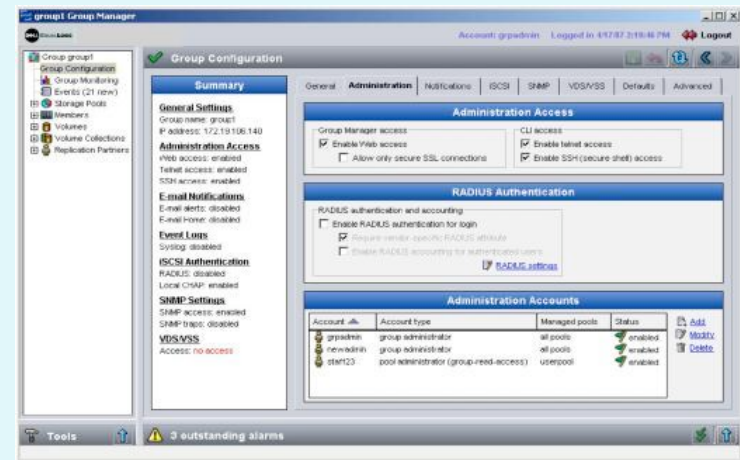 group1 Group Manager
DELL EQUALLOGIC
Account: grpadmin Logged in 4/17/07 2:18:46 PM Logout
Group group1
Group Configuration
Group Monitoring
Events (21 new)
Storage Pools
Members
Volumes
Volume Collections
Replication Partners
Group Configuration
Summary
General Settings
Group name: group1
IP address: 172.19.106.140
Administration Access
Web access: enabled
Telnet access: enabled
SSH access: enabled
E-mail Notifications
E-mail alerts: disabled
E-mail Home: disabled
Event Logs
Syslog: disabled
iSCSI Authentication
RADIUS: disabled
Local CHAP: enabled
SNMP Settings
SNMP access: enabled
SNMP traps: disabled
VDS/VSS
Access: no access
General Administration Notifications iSCSI SNMP VDS/VSS Defaults Advanced
Administration Access
Group Manager access
Enable Web access
Allow only secure SSL connections
CLI access
Enable telnet access
Enable SSH (secure shell) access
RADIUS Authentication
RADIUS authentication and accounting
Enable RADIUS authentication for login
Require vendor-specific RADIUS attribute
Enable RADIUS accounting for authenticated users
RADIUS settings
Administration Accounts
Account Account type Managed pools Status
grpadmin group administrator all pools enabled
newadmin group administrator all pools enabled
staff123 pool administrator (group-read-access) userpool enabled
Add
Modify
Delete
Tools
3 outstanding alarms